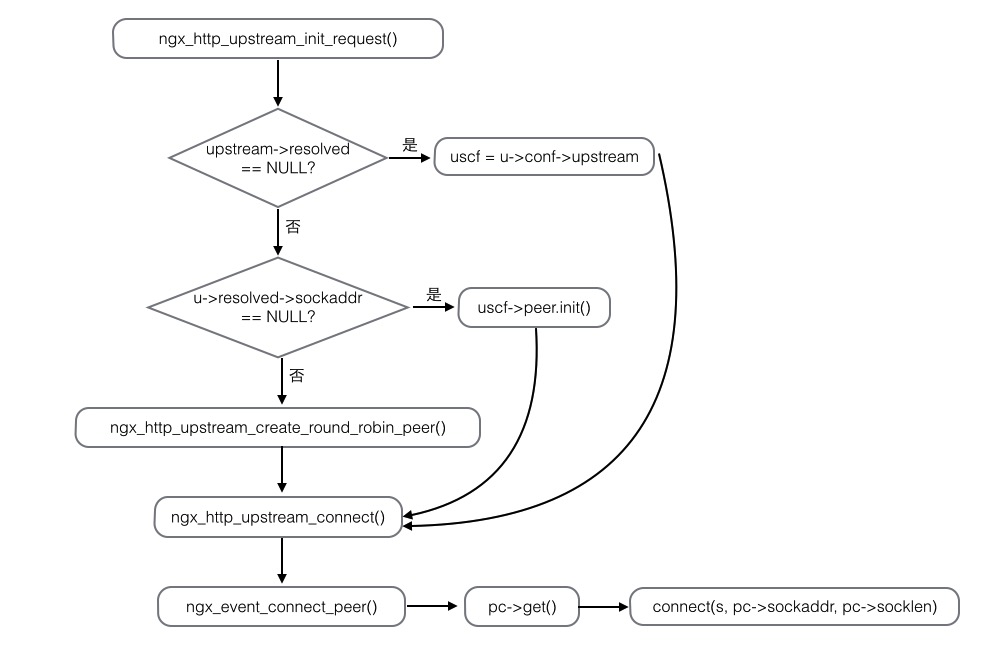 ngx_http_upstream_init_request()
upstream->resolved
== NULL?
是
uscf = u->conf->upstream
否
u->resolved->sockaddr
== NULL?
是
uscf->peer.init()
否
ngx_http_upstream_create_round_robin_peer()
ngx_http_upstream_connect()
ngx_event_connect_peer()
pc->get()
connect(s, pc->sockaddr, pc->socklen)